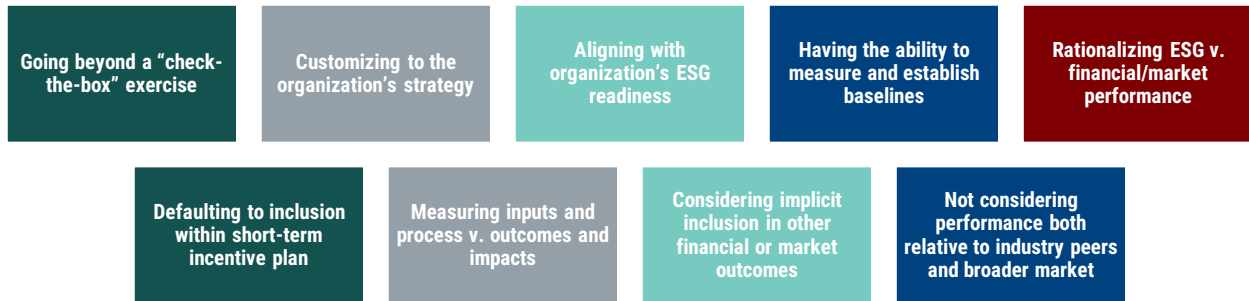 Going beyond a “check-
the-box” exercise
Customizing to the
organization’s strategy
Aligning with
organization’s ESG
readiness
Having the ability to
measure and establish
baselines
Rationalizing ESG v.
financial/market
performance
Defaulting to inclusion
within short-term
incentive plan
Measuring inputs and
process v. outcomes and
impacts
Considering implicit
inclusion in other
financial or market
outcomes
Not considering
performance both
relative to industry peers
and broader market